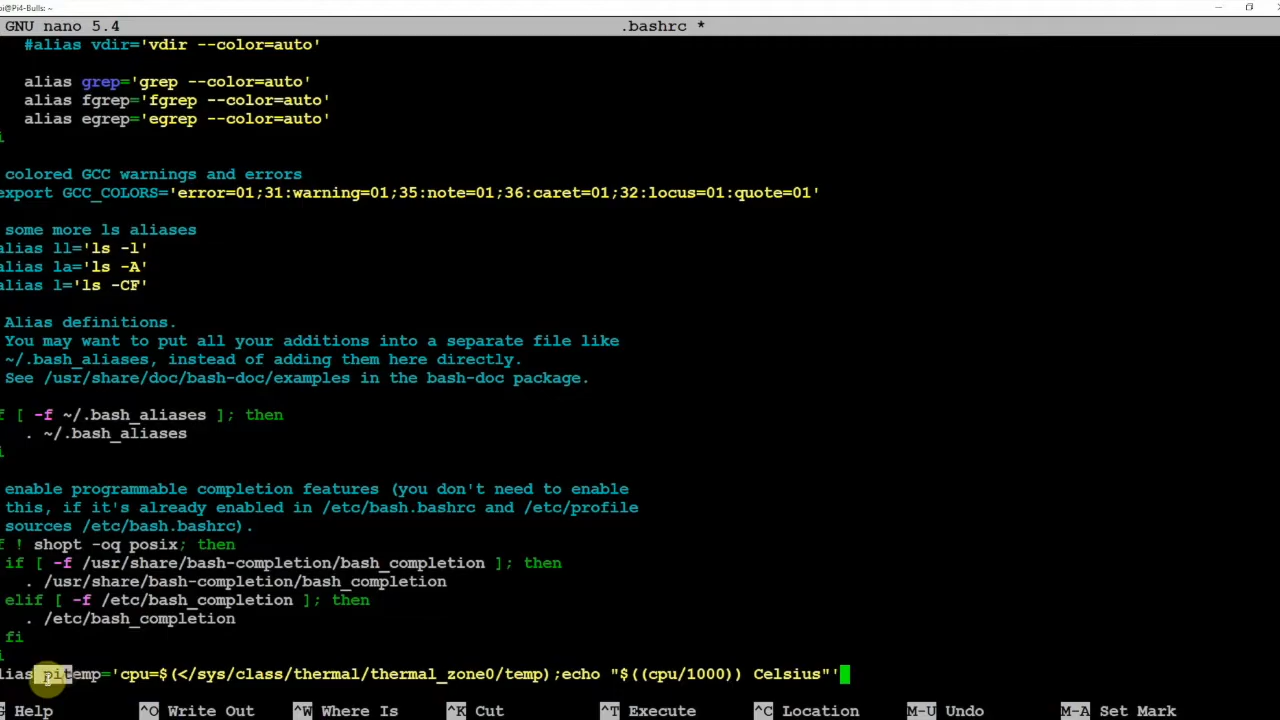 pi@Pi4-Bulls: ~
GNU nano 5.4 .bashrc *
#alias vdir='vdir --color=auto'
alias grep='grep --color=auto'
alias fgrep='fgrep --color=auto'
alias egrep='egrep --color=auto'
i
colored GCC warnings and errors
export GCC_COLORS='error=01;31:warning=01;35:note=01;36:caret=01;32:locus=01:quote=01'
some more ls aliases
alias ll='ls -l'
alias la='ls -A'
alias l='ls -CF'
Alias definitions.
You may want to put all your additions into a separate file like
~/.bash_aliases, instead of adding them here directly.
See /usr/share/doc/bash-doc/examples in the bash-doc package.
f [ -f ~/.bash_aliases ]; then
. ~/.bash_aliases
i
enable programmable completion features (you don't need to enable
this, if it's already enabled in /etc/bash.bashrc and /etc/profile
sources /etc/bash.bashrc).
f ! shopt -oq posix; then
if [ -f /usr/share/bash-completion/bash_completion ]; then
. /usr/share/bash-completion/bash_completion
elif [ -f /etc/bash_completion ]; then
. /etc/bash_completion
fi
i
lias pitemp='cpu=$(</sys/class/thermal/thermal_zone0/temp);echo "$((cpu/1000)) Celsius"'
G Help ^O Write Out ^W Where Is ^K Cut ^T Execute ^C Location M-U Undo M-A Set Mark